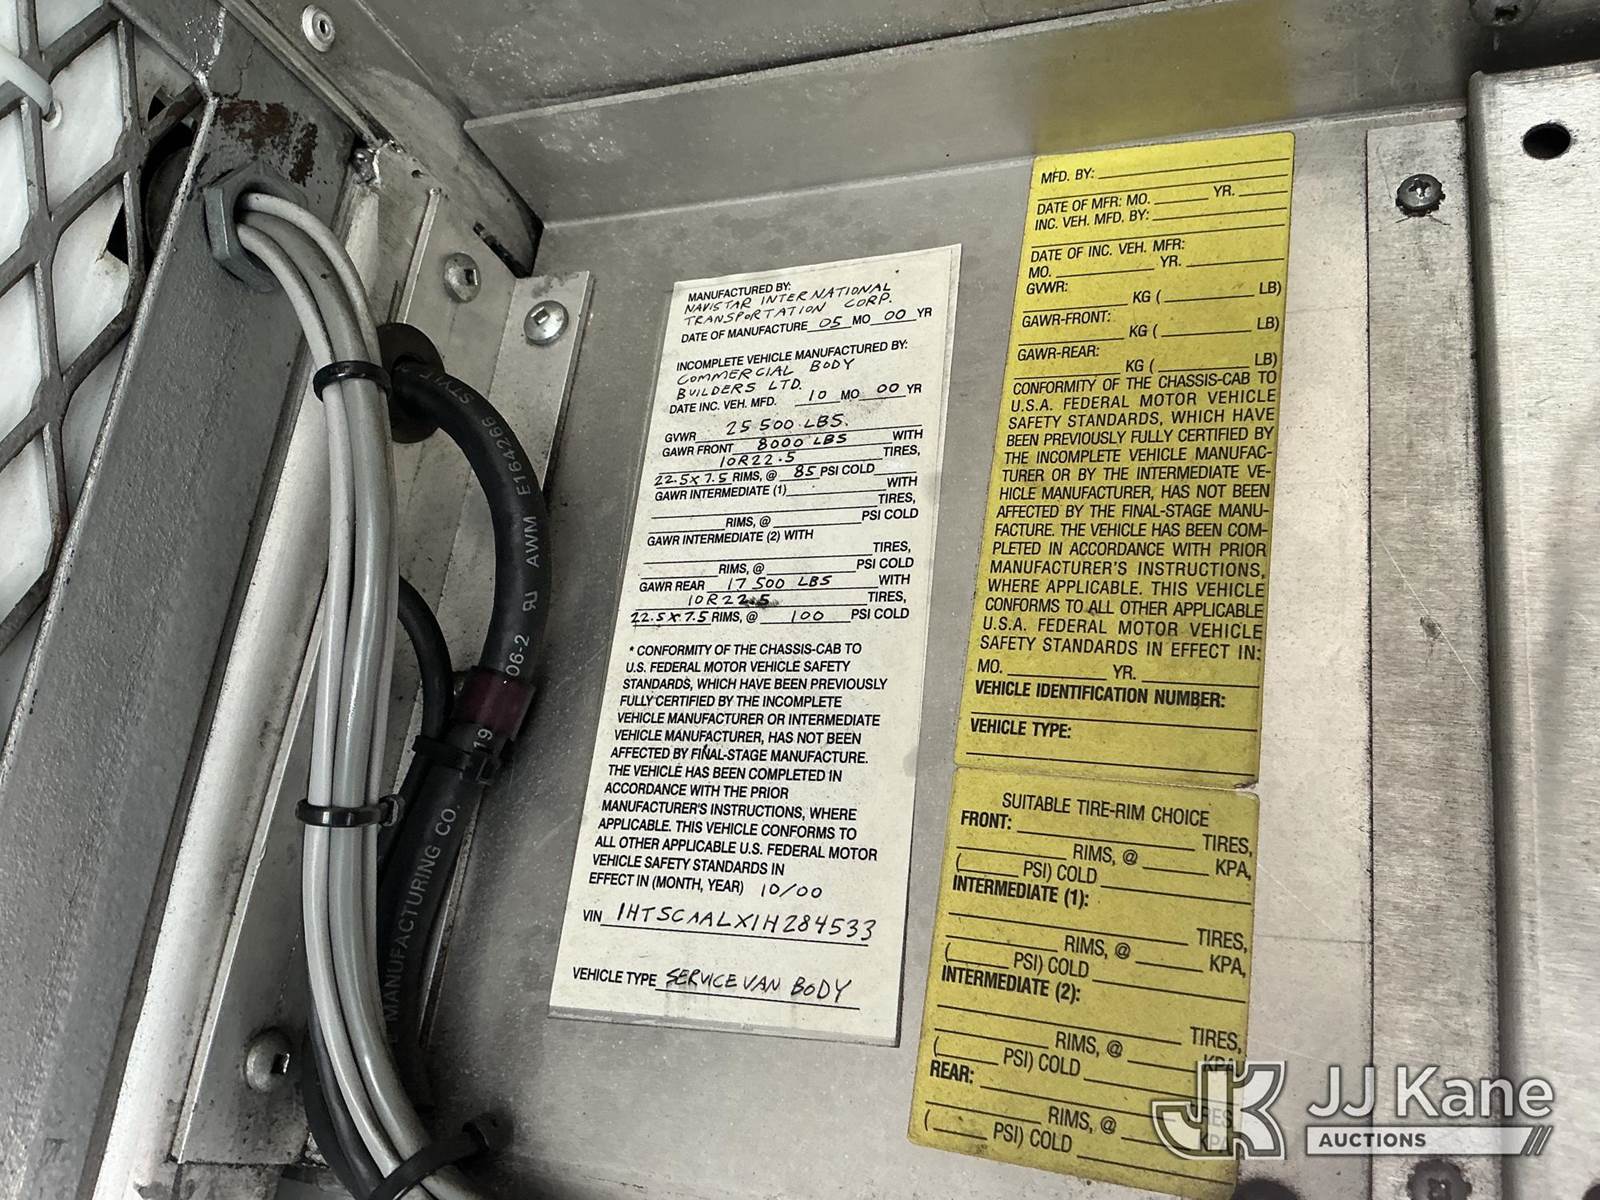 MANUFACTURED BY:
NAVISTAR INTERNATIONAL
TRANSPORTATION CORP.
DATE OF MANUFACTURE 05 MO 00 YR
INCOMPLETE VEHICLE MANUFACTURED BY:
COMMERCIAL BODY
BUILDERS LTD.
DATE INC. VEH. MFD. 10 MO 00 YR
GVWR 25 500 LBS.
GAWR FRONT 8000 LBS WITH
10R22.5 TIRES,
22.5 x 7.5 RIMS, @ 85 PSI COLD
GAWR INTERMEDIATE (1) WITH
TIRES,
RIMS, @ PSI COLD
GAWR INTERMEDIATE (2) WITH
TIRES,
RIMS, @ PSI COLD
GAWR REAR 17 500 LBS WITH
10R22.5 TIRES,
22.5 x 7.5 RIMS, @ 100 PSI COLD
* CONFORMITY OF THE CHASSIS-CAB TO
U.S. FEDERAL MOTOR VEHICLE SAFETY
STANDARDS, WHICH HAVE BEEN PREVIOUSLY
FULLY CERTIFIED BY THE INCOMPLETE
VEHICLE MANUFACTURER OR INTERMEDIATE
VEHICLE MANUFACTURER, HAS NOT BEEN
AFFECTED BY FINAL-STAGE MANUFACTURE.
THE VEHICLE HAS BEEN COMPLETED IN
ACCORDANCE WITH THE PRIOR
MANUFACTURER'S INSTRUCTIONS, WHERE
APPLICABLE. THIS VEHICLE CONFORMS TO
ALL OTHER APPLICABLE U.S. FEDERAL MOTOR
VEHICLE SAFETY STANDARDS IN
EFFECT IN (MONTH, YEAR) 10/00
VIN 1HTSCAALX1H284533
VEHICLE TYPE SERVICE VAN BODY
MFD. BY:
DATE OF MFR: MO. YR.
INC. VEH. MFD. BY:
DATE OF INC. VEH. MFR:
MO. YR.
GVWR:
KG ( LB)
GAWR-FRONT:
KG ( LB)
GAWR-REAR:
KG ( LB)
CONFORMITY OF THE CHASSIS-CAB TO
U.S.A. FEDERAL MOTOR VEHICLE
SAFETY STANDARDS, WHICH HAVE
BEEN PREVIOUSLY FULLY CERTIFIED BY
THE INCOMPLETE VEHICLE MANUFAC-
TURER OR BY THE INTERMEDIATE VE-
HICLE MANUFACTURER, HAS NOT BEEN
AFFECTED BY THE FINAL-STAGE MANU-
FACTURE. THE VEHICLE HAS BEEN COM-
PLETED IN ACCORDANCE WITH PRIOR
MANUFACTURER'S INSTRUCTIONS,
WHERE APPLICABLE. THIS VEHICLE
CONFORMS TO ALL OTHER APPLICABLE
U.S.A. FEDERAL MOTOR VEHICLE
SAFETY STANDARDS IN EFFECT IN:
MO. YR.
VEHICLE IDENTIFICATION NUMBER:
VEHICLE TYPE:
SUITABLE TIRE-RIM CHOICE
FRONT: TIRES,
RIMS, @ KPA,
( PSI) COLD
INTERMEDIATE (1):
TIRES,
RIMS, @ KPA,
( PSI) COLD
INTERMEDIATE (2):
TIRES,
RIMS, @ KPA
( PSI) COLD
REAR:
RIMS, @
( PSI) COLD
E164266
AWM
06-2
19
MANUFACTURING CO.
JK
JJ Kane
AUCTIONS